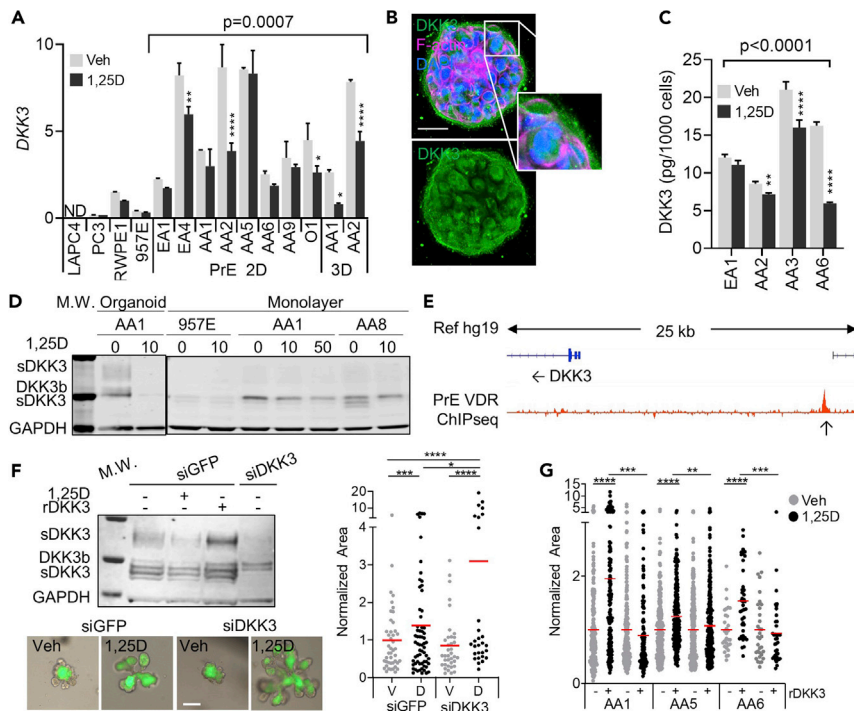 A
p=0.0007
10
Veh
1,25D
DKK3
5
0
ND
** **** * * ****
LAPC4 PC3 RWPE1 957E EA1 EA4 AA1 AA2 AA5 AA6 AA9 O1 AA1 AA2
PrE 2D 3D
B
DKK3
F-actin
DAPI
DKK3
C
p<0.0001
30
Veh
1,25D
25
20
15
10
5
0
DKK3 (pg/1000 cells)
** **** ****
EA1 AA2 AA3 AA6
D
M.W. Organoid Monolayer
AA1 957E AA1 AA8
1,25D 0 10 0 10 0 10 50 0 10
sDKK3
DKK3b
sDKK3
GAPDH
E
Ref hg19 25 kb
← DKK3
PrE VDR
ChIPseq
↑
F
M.W. siGFP siDKK3
1,25D - + - -
rDKK3 - - + -
sDKK3
DKK3b
sDKK3
GAPDH
siGFP siDKK3
Veh 1,25D Veh 1,25D
****
*
*** ****
20
15
10
5
4
3
2
1
0
Normalized Area
V D V D
siGFP siDKK3
G
Veh
1,25D
**** *** **** ** **** ***
4
2
1
0
Normalized Area
- + - + - + - + - + - + rDKK3
AA1 AA5 AA6